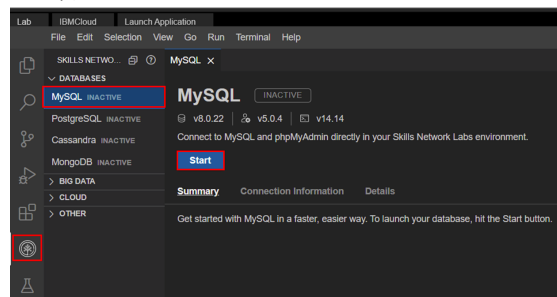 Lab IBMCloud Launch Application
File Edit Selection View Go Run Terminal Help
SKILLS NETWO... MySQL ×
DATABASES
MySQL INACTIVE
PostgreSQL INACTIVE
Cassandra INACTIVE
MongoDB INACTIVE
BIG DATA
CLOUD
OTHER
MySQL INACTIVE
v8.0.22 v5.0.4 v14.14
Connect to MySQL and phpMyAdmin directly in your Skills Network Labs environment.
Start
Summary Connection Information Details
Get started with MySQL in a faster, easier way. To launch your database, hit the Start button.